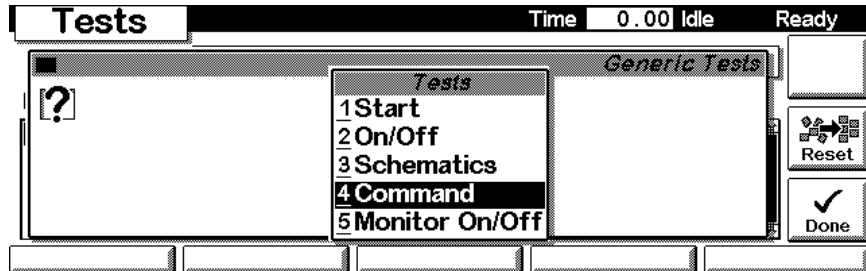 Tests
Time 0.00 Idle Ready
Generic Tests
Tests
?
1 Start
2 On/Off
3 Schematics
4 Command
5 Monitor On/Off
Reset
Done